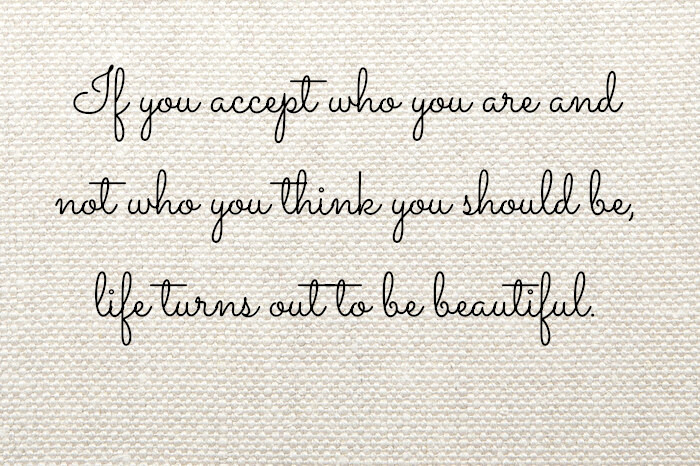 If you accept who you are and
not who you think you should be,
life turns out to be beautiful.